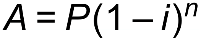 A = P(1 – i)ⁿ